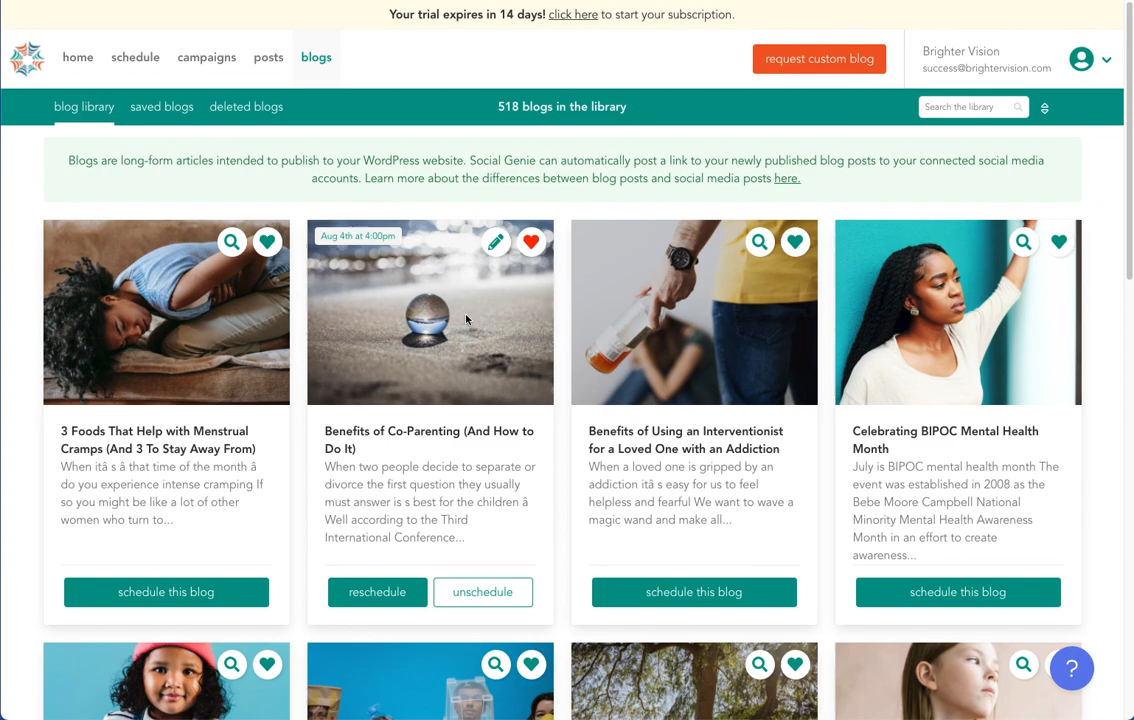 Your trial expires in 14 days! click here to start your subscription.
home schedule campaigns posts blogs
request custom blog
Brighter Vision
success@brightervision.com
blog library saved blogs deleted blogs
518 blogs in the library
Search the library
Blogs are long-form articles intended to publish to your WordPress website. Social Genie can automatically post a link to your newly published blog posts to your connected social media
accounts. Learn more about the differences between blog posts and social media posts here.
3 Foods That Help with Menstrual
Cramps (And 3 To Stay Away From)
When itâ s â that time of the month â
do you experience intense cramping If
so you might be like a lot of other
women who turn to...
schedule this blog
Aug 4th at 4:00pm
Benefits of Co-Parenting (And How to
Do It)
When two people decide to separate or
divorce the first question they usually
must answer is s best for the children â
Well according to the Third
International Conference...
reschedule
unschedule
Benefits of Using an Interventionist
for a Loved One with an Addiction
When a loved one is gripped by an
addiction itâ s easy for us to feel
helpless and fearful We want to wave a
magic wand and make all...
schedule this blog
Celebrating BIPOC Mental Health
Month
July is BIPOC mental health month The
event was established in 2008 as the
Bebe Moore Campbell National
Minority Mental Health Awareness
Month in an effort to create
awareness...
schedule this blog
?